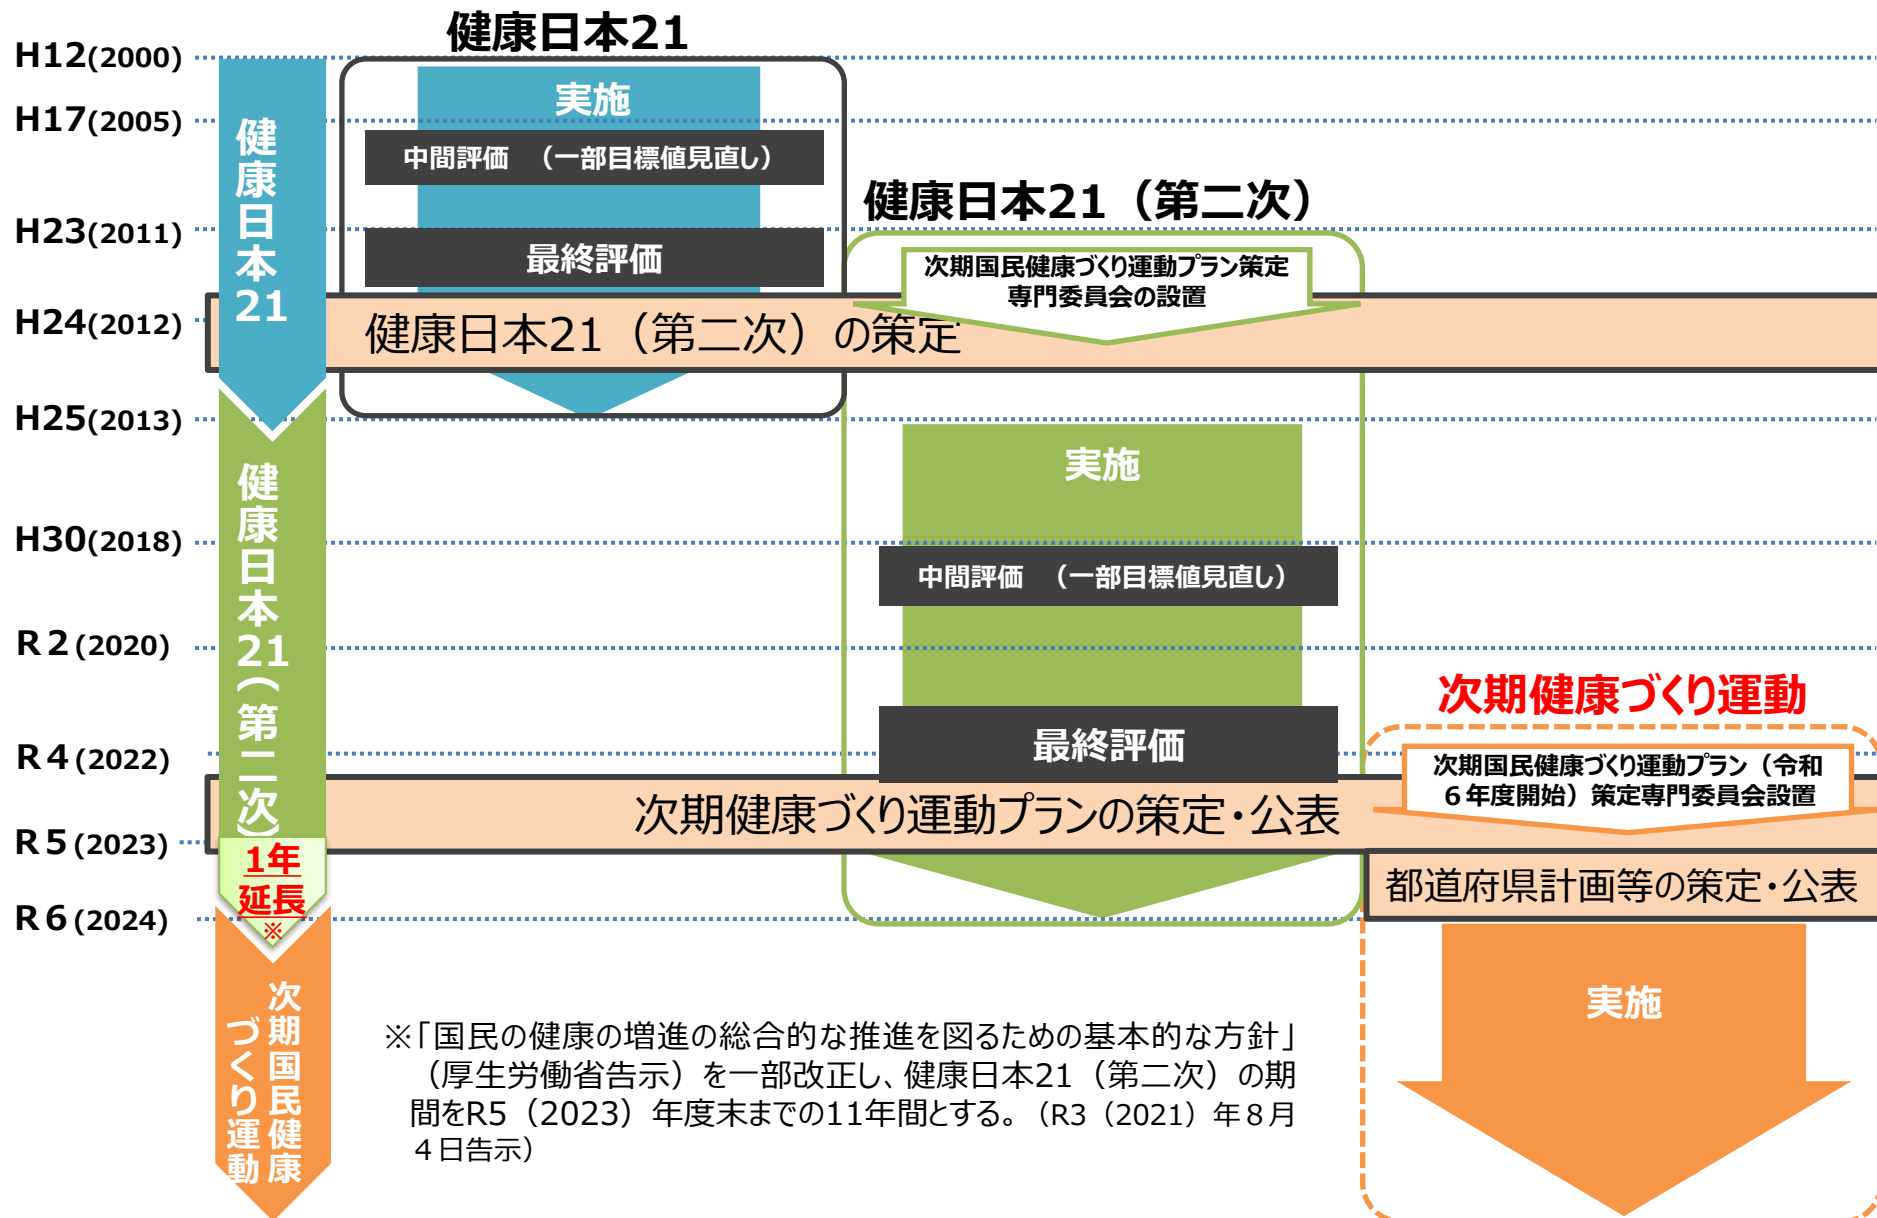 H12(2000)
H17(2005)
H23(2011)
H24(2012)
H25(2013)
H30(2018)
R２(2020)
R４(2022)
R５(2023)
R６(2024)
健康日本21
健康日本21（第二次）
1年
延長
※
次期国民健康
づくり運動
健康日本21
実施
中間評価　（一部目標値見直し）
最終評価
健康日本21（第二次）の策定
健康日本21（第二次）
次期国民健康づくり運動プラン策定
専門委員会の設置
実施
中間評価　（一部目標値見直し）
最終評価
次期健康づくり運動プランの策定・公表
次期健康づくり運動
次期国民健康づくり運動プラン（令和
６年度開始）策定専門委員会設置
都道府県計画等の策定・公表
実施
※「国民の健康の増進の総合的な推進を図るための基本的な方針」
（厚生労働省告示）を一部改正し、健康日本21（第二次）の期
間をR5（2023）年度末までの11年間とする。（R3（2021）年８月
４日告示）